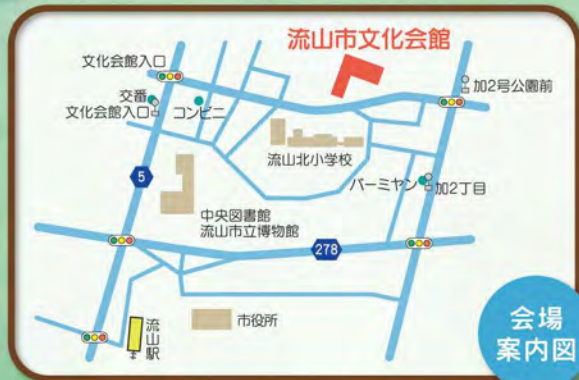 流山市文化会館
文化会館入口
加2号公園前
交番
文化会館入口
コンビニ
流山北小学校
バーミヤン
加2丁目
5
中央図書館
流山市立博物館
278
市役所
流山駅
会場
案内図